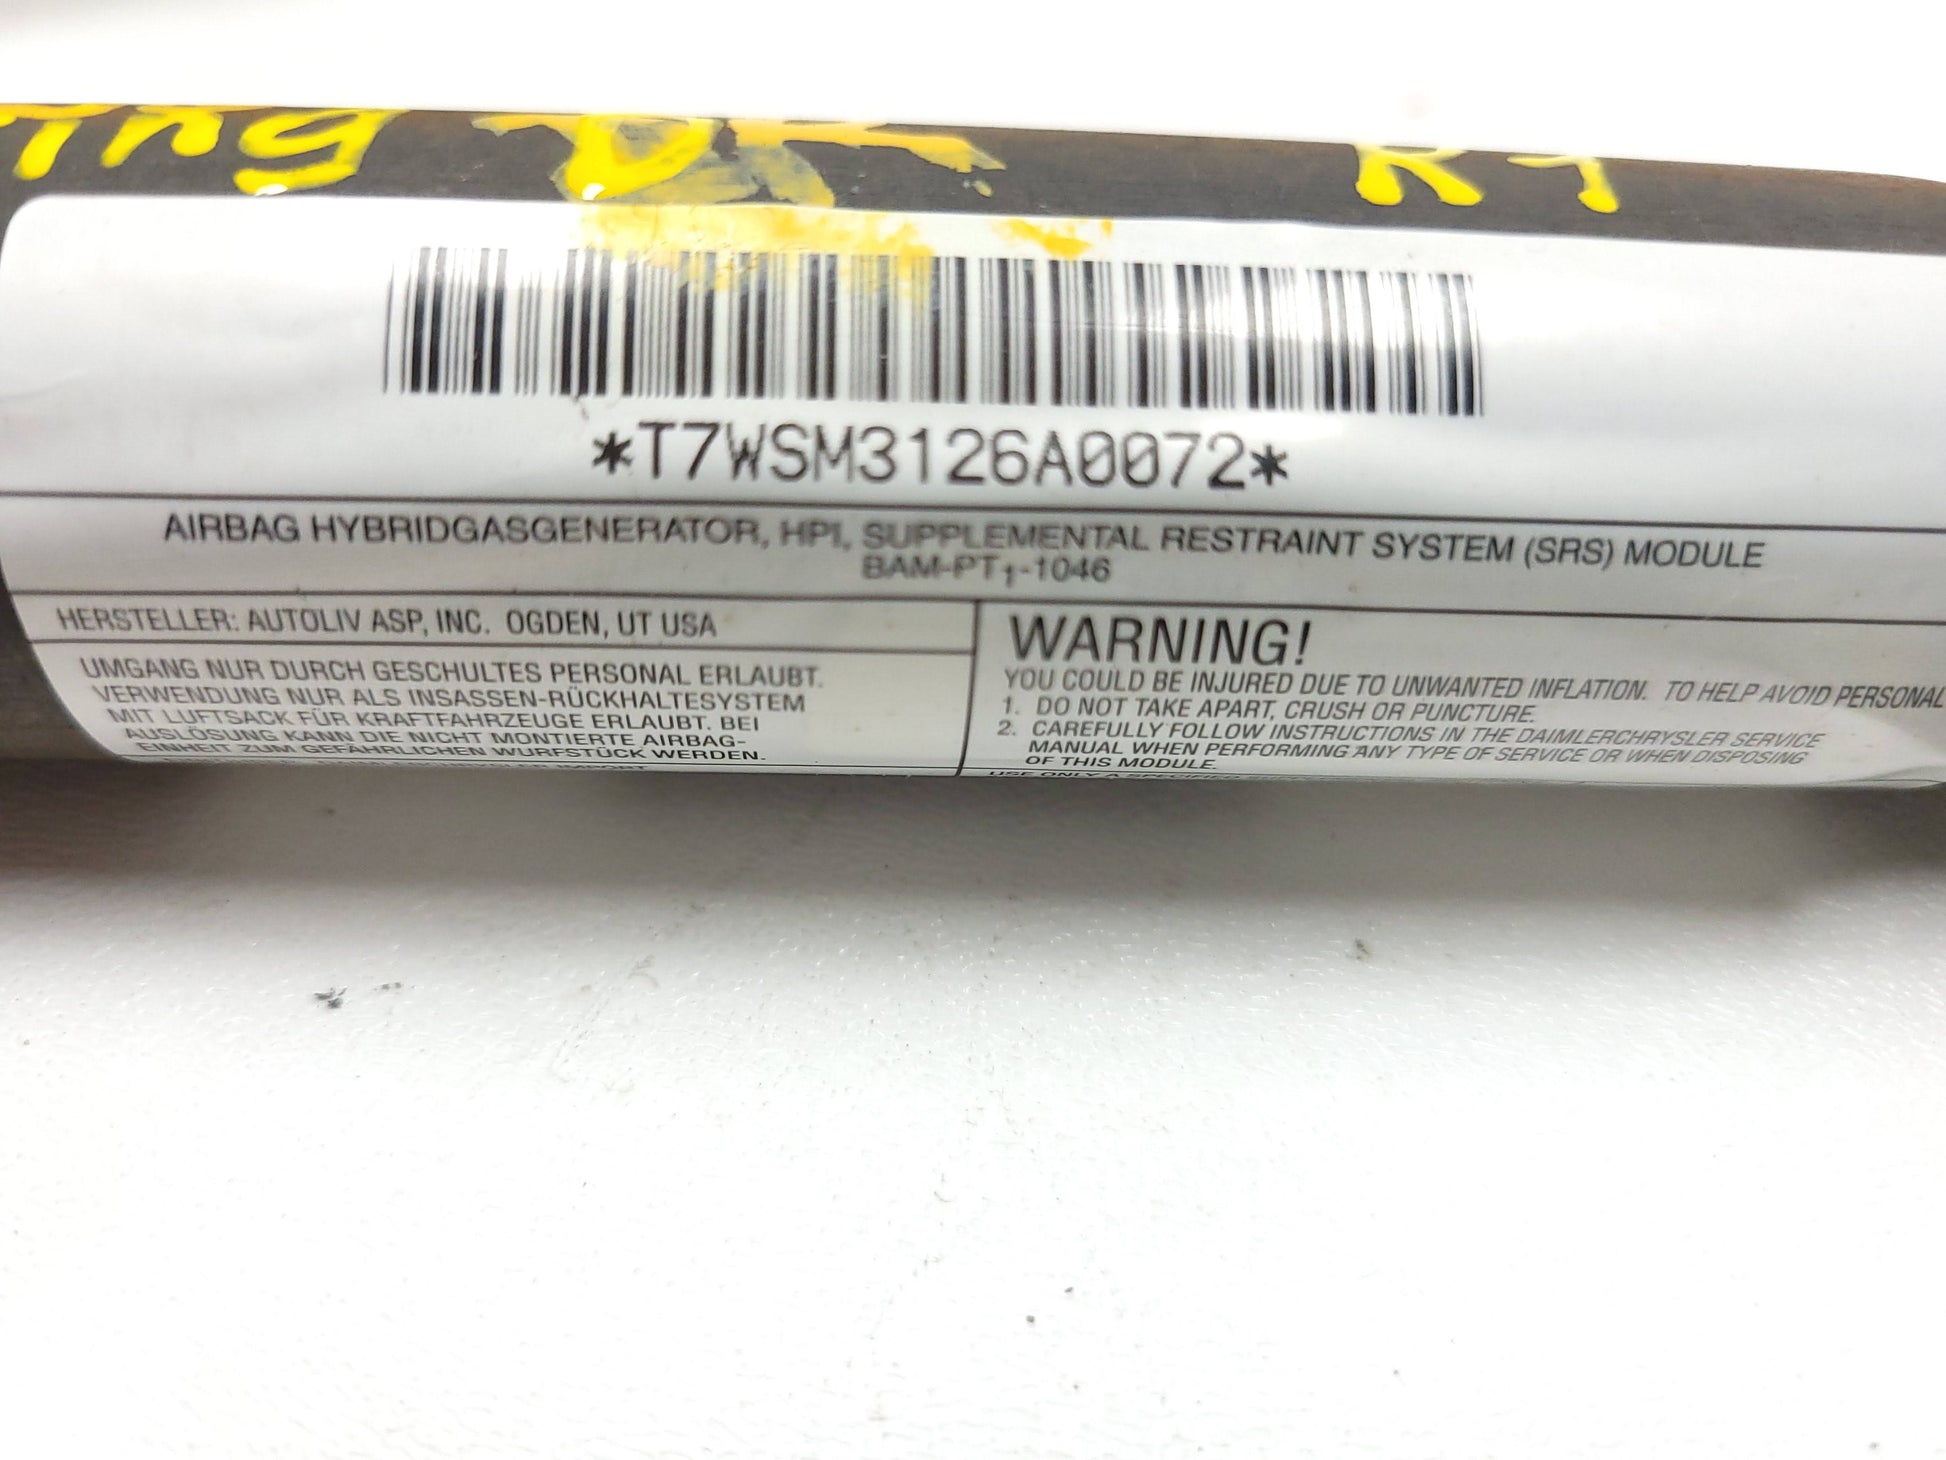 RT
*T7WSM3126A0072*
AIRBAG HYBRIDGASGENERATOR, HPI, SUPPLEMENTAL RESTRAINT SYSTEM (SRS) MODULE
BAM-PT1-1046
HERSTELLER: AUTOLIV ASP, INC. OGDEN, UT USA
UMGANG NUR DURCH GESCHULTES PERSONAL ERLAUBT.
VERWENDUNG NUR ALS INSASSEN-RÜCKHALTESYSTEM
MIT LUFTSACK FÜR KRAFTFAHRZEUGE ERLAUBT. BEI
AUSLÖSUNG KANN DIE NICHT MONTIERTE AIRBAG-
EINHEIT ZUM GEFÄHRLICHEN WURFSTÜCK WERDEN.
WARNING!
YOU COULD BE INJURED DUE TO UNWANTED INFLATION. TO HELP AVOID PERSONAL
1. DO NOT TAKE APART, CRUSH OR PUNCTURE.
2. CAREFULLY FOLLOW INSTRUCTIONS IN THE DAIMLERCHRYSLER SERVICE
MANUAL WHEN PERFORMING ANY TYPE OF SERVICE OR WHEN DISPOSING
OF THIS MODULE.
USE ONLY A SPECIFIED